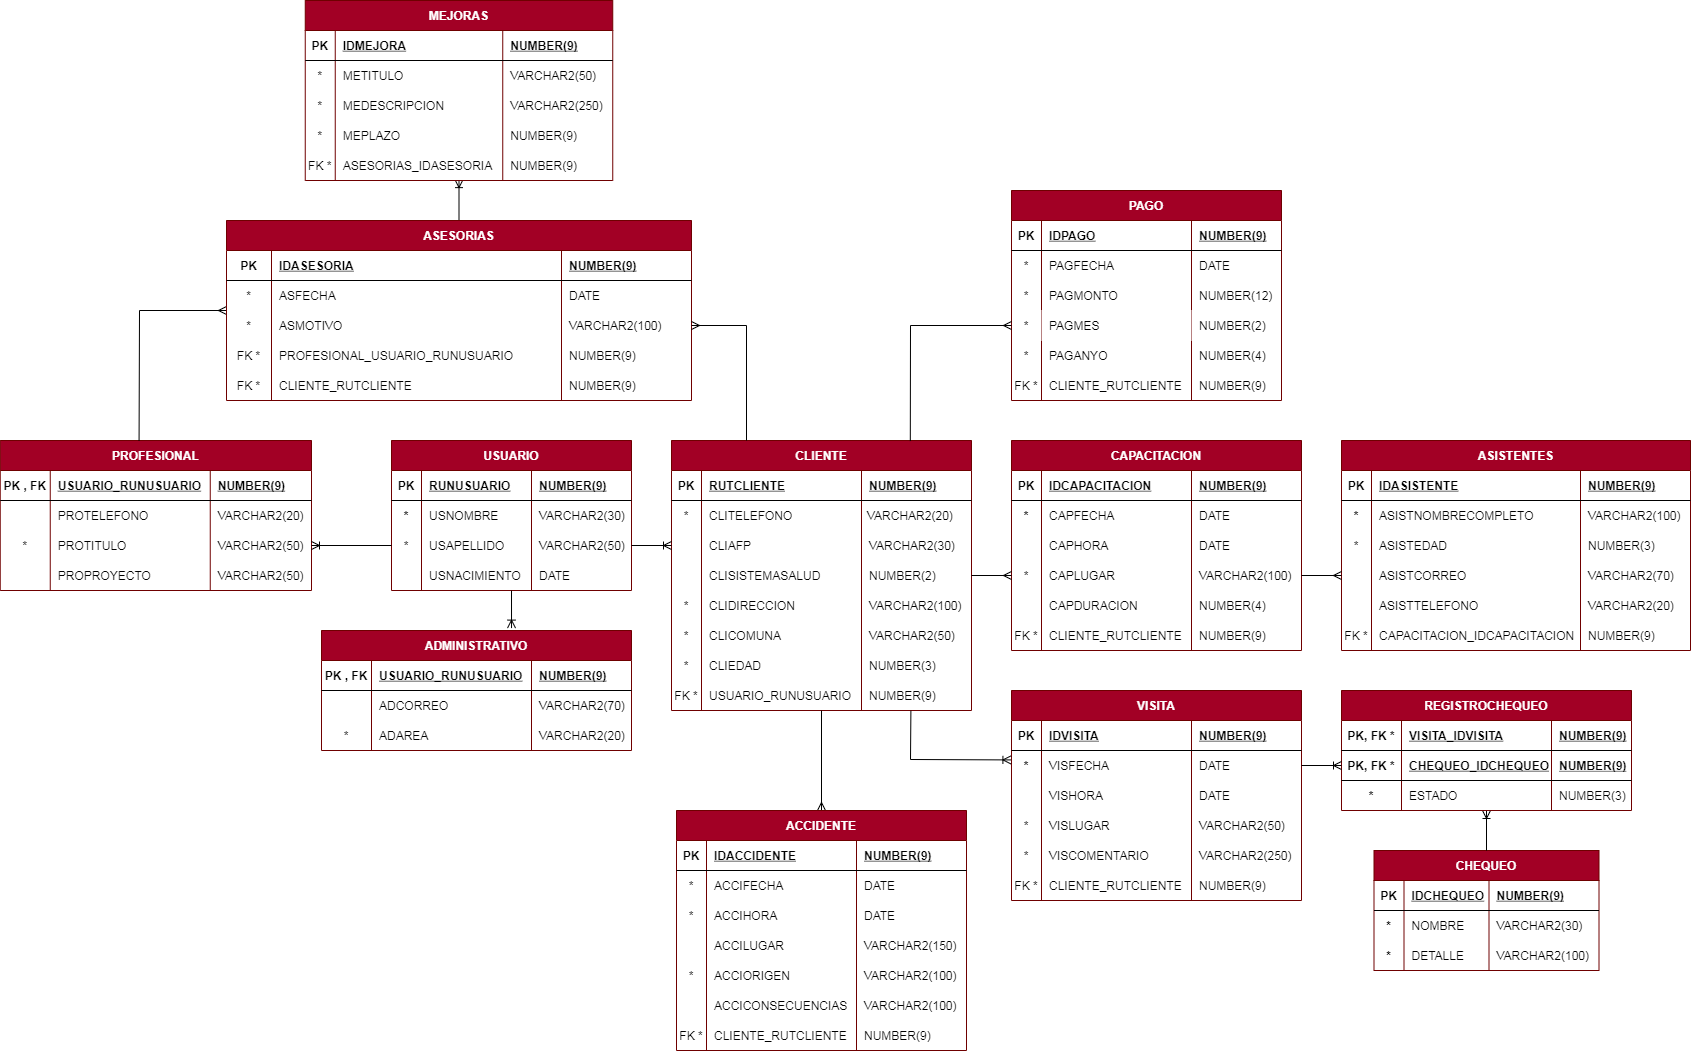 MEJORAS
PK IDMEJORA NUMBER(9)
* METITULO VARCHAR2(50)
* MEDESCRIPCION VARCHAR2(250)
* MEPLAZO NUMBER(9)
FK * ASESORIAS_IDASESORIA NUMBER(9)
ASESORIAS
PK IDASESORIA NUMBER(9)
* ASFECHA DATE
* ASMOTIVO VARCHAR2(100)
FK * PROFESIONAL_USUARIO_RUNUSUARIO NUMBER(9)
FK * CLIENTE_RUTCLIENTE NUMBER(9)
PAGO
PK IDPAGO NUMBER(9)
* PAGFECHA DATE
* PAGMONTO NUMBER(12)
* PAGMES NUMBER(2)
* PAGANYO NUMBER(4)
FK * CLIENTE_RUTCLIENTE NUMBER(9)
PROFESIONAL
PK , FK USUARIO_RUNUSUARIO NUMBER(9)
PROTELEFONO VARCHAR2(20)
* PROTITULO VARCHAR2(50)
PROPROYECTO VARCHAR2(50)
USUARIO
PK RUNUSUARIO NUMBER(9)
* USNOMBRE VARCHAR2(30)
* USAPELLIDO VARCHAR2(50)
USNACIMIENTO DATE
CLIENTE
PK RUTCLIENTE NUMBER(9)
* CLITELEFONO VARCHAR2(20)
CLIAFP VARCHAR2(30)
CLISISTEMASALUD NUMBER(2)
* CLIDIRECCION VARCHAR2(100)
* CLICOMUNA VARCHAR2(50)
* CLIEDAD NUMBER(3)
FK * USUARIO_RUNUSUARIO NUMBER(9)
CAPACITACION
PK IDCAPACITACION NUMBER(9)
* CAPFECHA DATE
CAPHORA DATE
* CAPLUGAR VARCHAR2(100)
CAPDURACION NUMBER(4)
FK * CLIENTE_RUTCLIENTE NUMBER(9)
ASISTENTES
PK IDASISTENTE NUMBER(9)
* ASISTNOMBRECOMPLETO VARCHAR2(100)
* ASISTEDAD NUMBER(3)
ASISTCORREO VARCHAR2(70)
ASISTTELEFONO VARCHAR2(20)
FK * CAPACITACION_IDCAPACITACION NUMBER(9)
ADMINISTRATIVO
PK , FK USUARIO_RUNUSUARIO NUMBER(9)
ADCORREO VARCHAR2(70)
* ADAREA VARCHAR2(20)
VISITA
PK IDVISITA NUMBER(9)
* VISFECHA DATE
VISHORA DATE
* VISLUGAR VARCHAR2(50)
* VISCOMENTARIO VARCHAR2(250)
FK * CLIENTE_RUTCLIENTE NUMBER(9)
REGISTROCHEQUEO
PK, FK * VISITA_IDVISITA NUMBER(9)
PK, FK * CHEQUEO_IDCHEQUEO NUMBER(9)
* ESTADO NUMBER(3)
ACCIDENTE
PK IDACCIDENTE NUMBER(9)
* ACCIFECHA DATE
* ACCIHORA DATE
ACCILUGAR VARCHAR2(150)
* ACCIORIGEN VARCHAR2(100)
ACCICONSECUENCIAS VARCHAR2(100)
FK * CLIENTE_RUTCLIENTE NUMBER(9)
CHEQUEO
PK IDCHEQUEO NUMBER(9)
* NOMBRE VARCHAR2(30)
* DETALLE VARCHAR2(100)